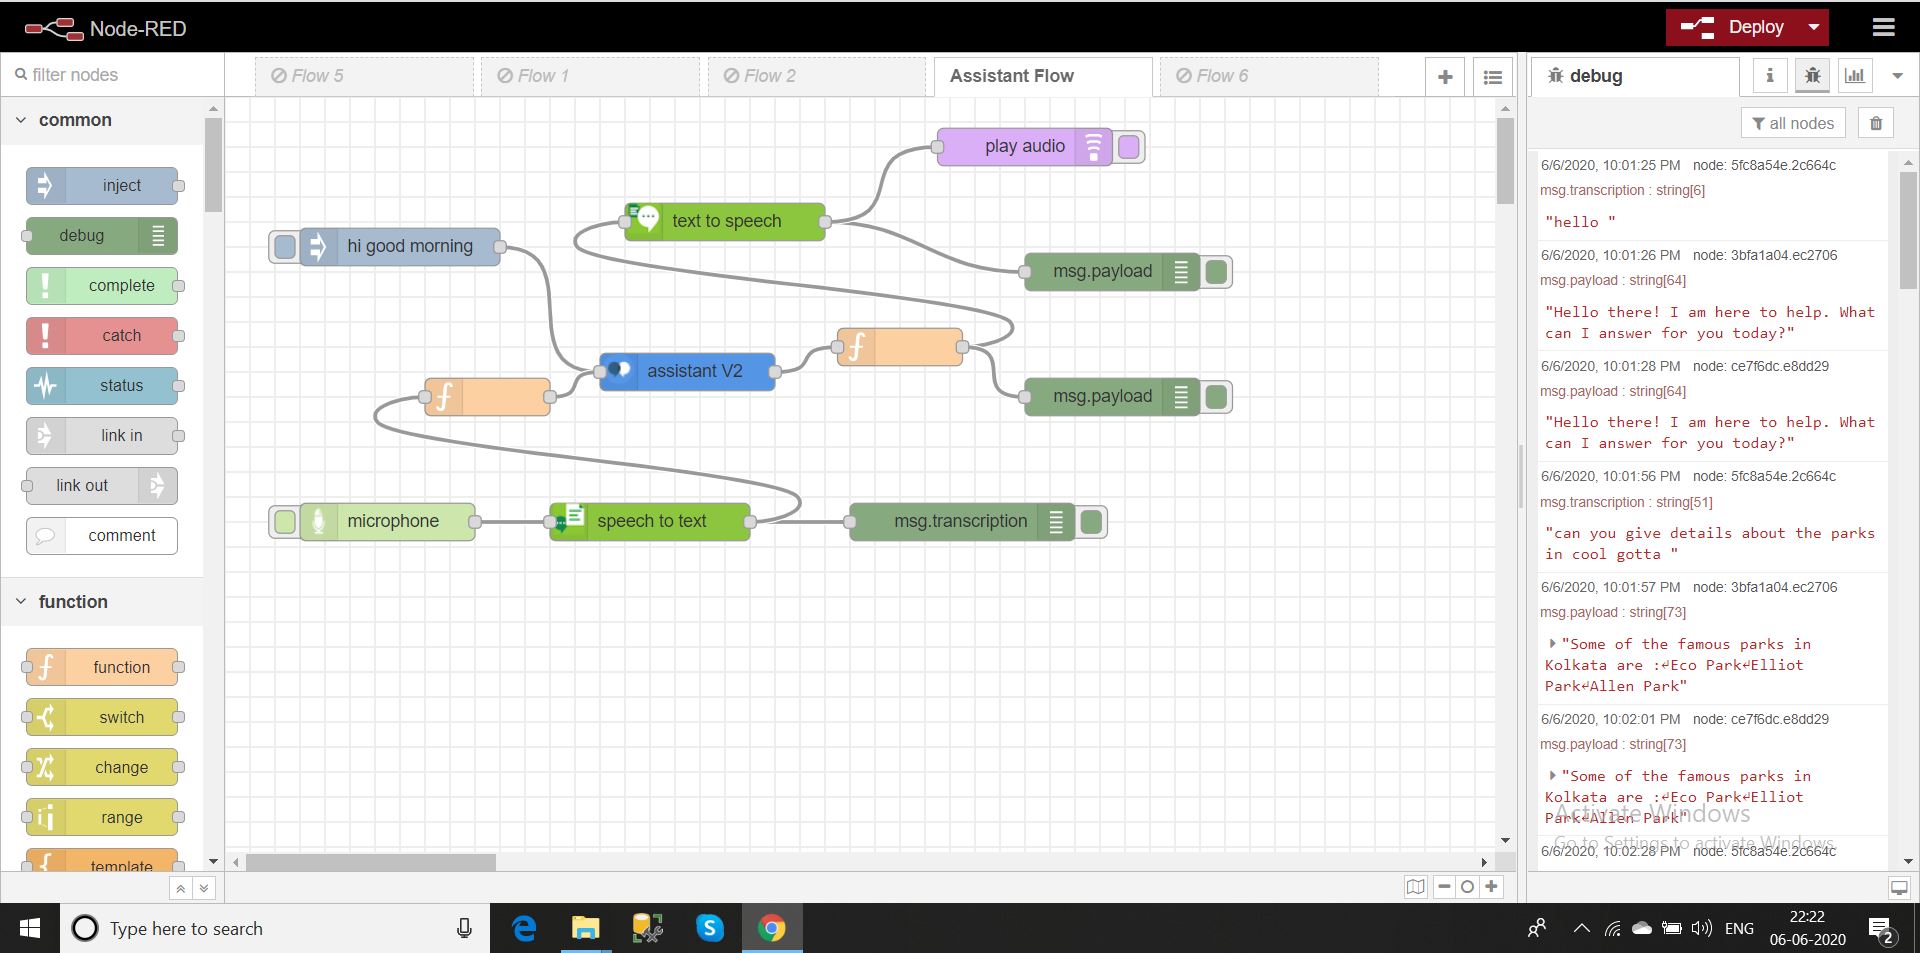 Node-RED
Deploy
filter nodes
Flow 5
Flow 1
Flow 2
Assistant Flow
Flow 6
debug
i
all nodes
common
inject
debug
complete
catch
status
link in
link out
comment
function
function
switch
change
range
template
play audio
text to speech
hi good morning
msg.payload
assistant V2
msg.payload
microphone
speech to text
msg.transcription
6/6/2020, 10:01:25 PM node: 5fc8a54e.2c664c
msg.transcription : string[6]
"hello "
6/6/2020, 10:01:26 PM node: 3bfa1a04.ec2706
msg.payload : string[64]
"Hello there! I am here to help. What
can I answer for you today?"
6/6/2020, 10:01:28 PM node: ce7f6dc.e8dd29
msg.payload : string[64]
"Hello there! I am here to help. What
can I answer for you today?"
6/6/2020, 10:01:56 PM node: 5fc8a54e.2c664c
msg.transcription : string[51]
"can you give details about the parks
in cool gotta "
6/6/2020, 10:01:57 PM node: 3bfa1a04.ec2706
msg.payload : string[73]
"Some of the famous parks in
Kolkata are :↵Eco Park↵Elliot
Park↵Allen Park"
6/6/2020, 10:02:01 PM node: ce7f6dc.e8dd29
msg.payload : string[73]
"Some of the famous parks in
Kolkata are :↵Eco Park↵Elliot
Park↵Allen Park"
Activate Windows
Go to Settings to activate Windows.
6/6/2020, 10:02:28 PM node: 5fc8a54e.2c664c
Type here to search
ENG
22:22
06-06-2020
2